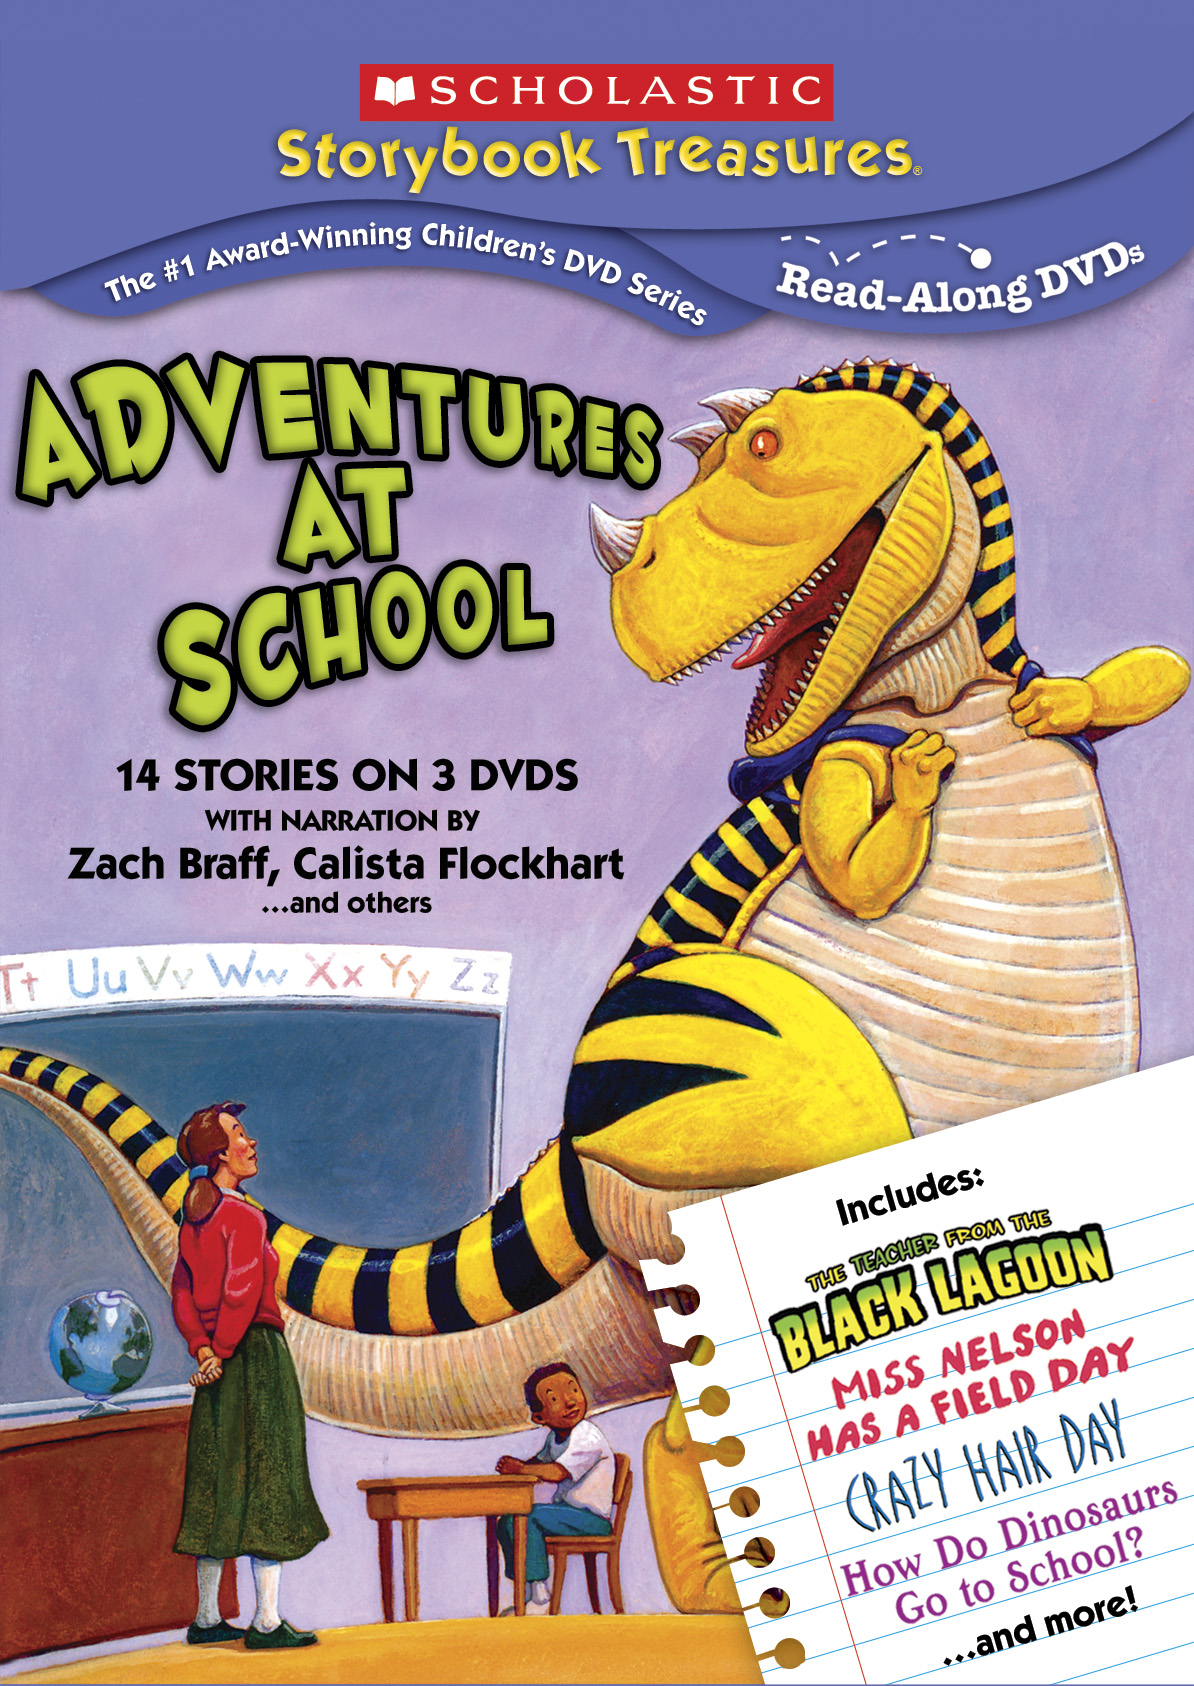 SCHOLASTIC
Storybook Treasures®
The #1 Award-Winning Children's DVD Series
Read-Along DVDs
ADVENTURES
AT
SCHOOL
14 STORIES ON 3 DVDS
WITH NARRATION BY
Zach Braff, Calista Flockhart
...and others
Tt Uu Vv Ww Xx Yy Zz
Includes:
THE TEACHER FROM THE
BLACK LAGOON
MISS NELSON
HAS A FIELD DAY
CRAZY HAIR DAY
How Do Dinosaurs
Go to School?
...and more!